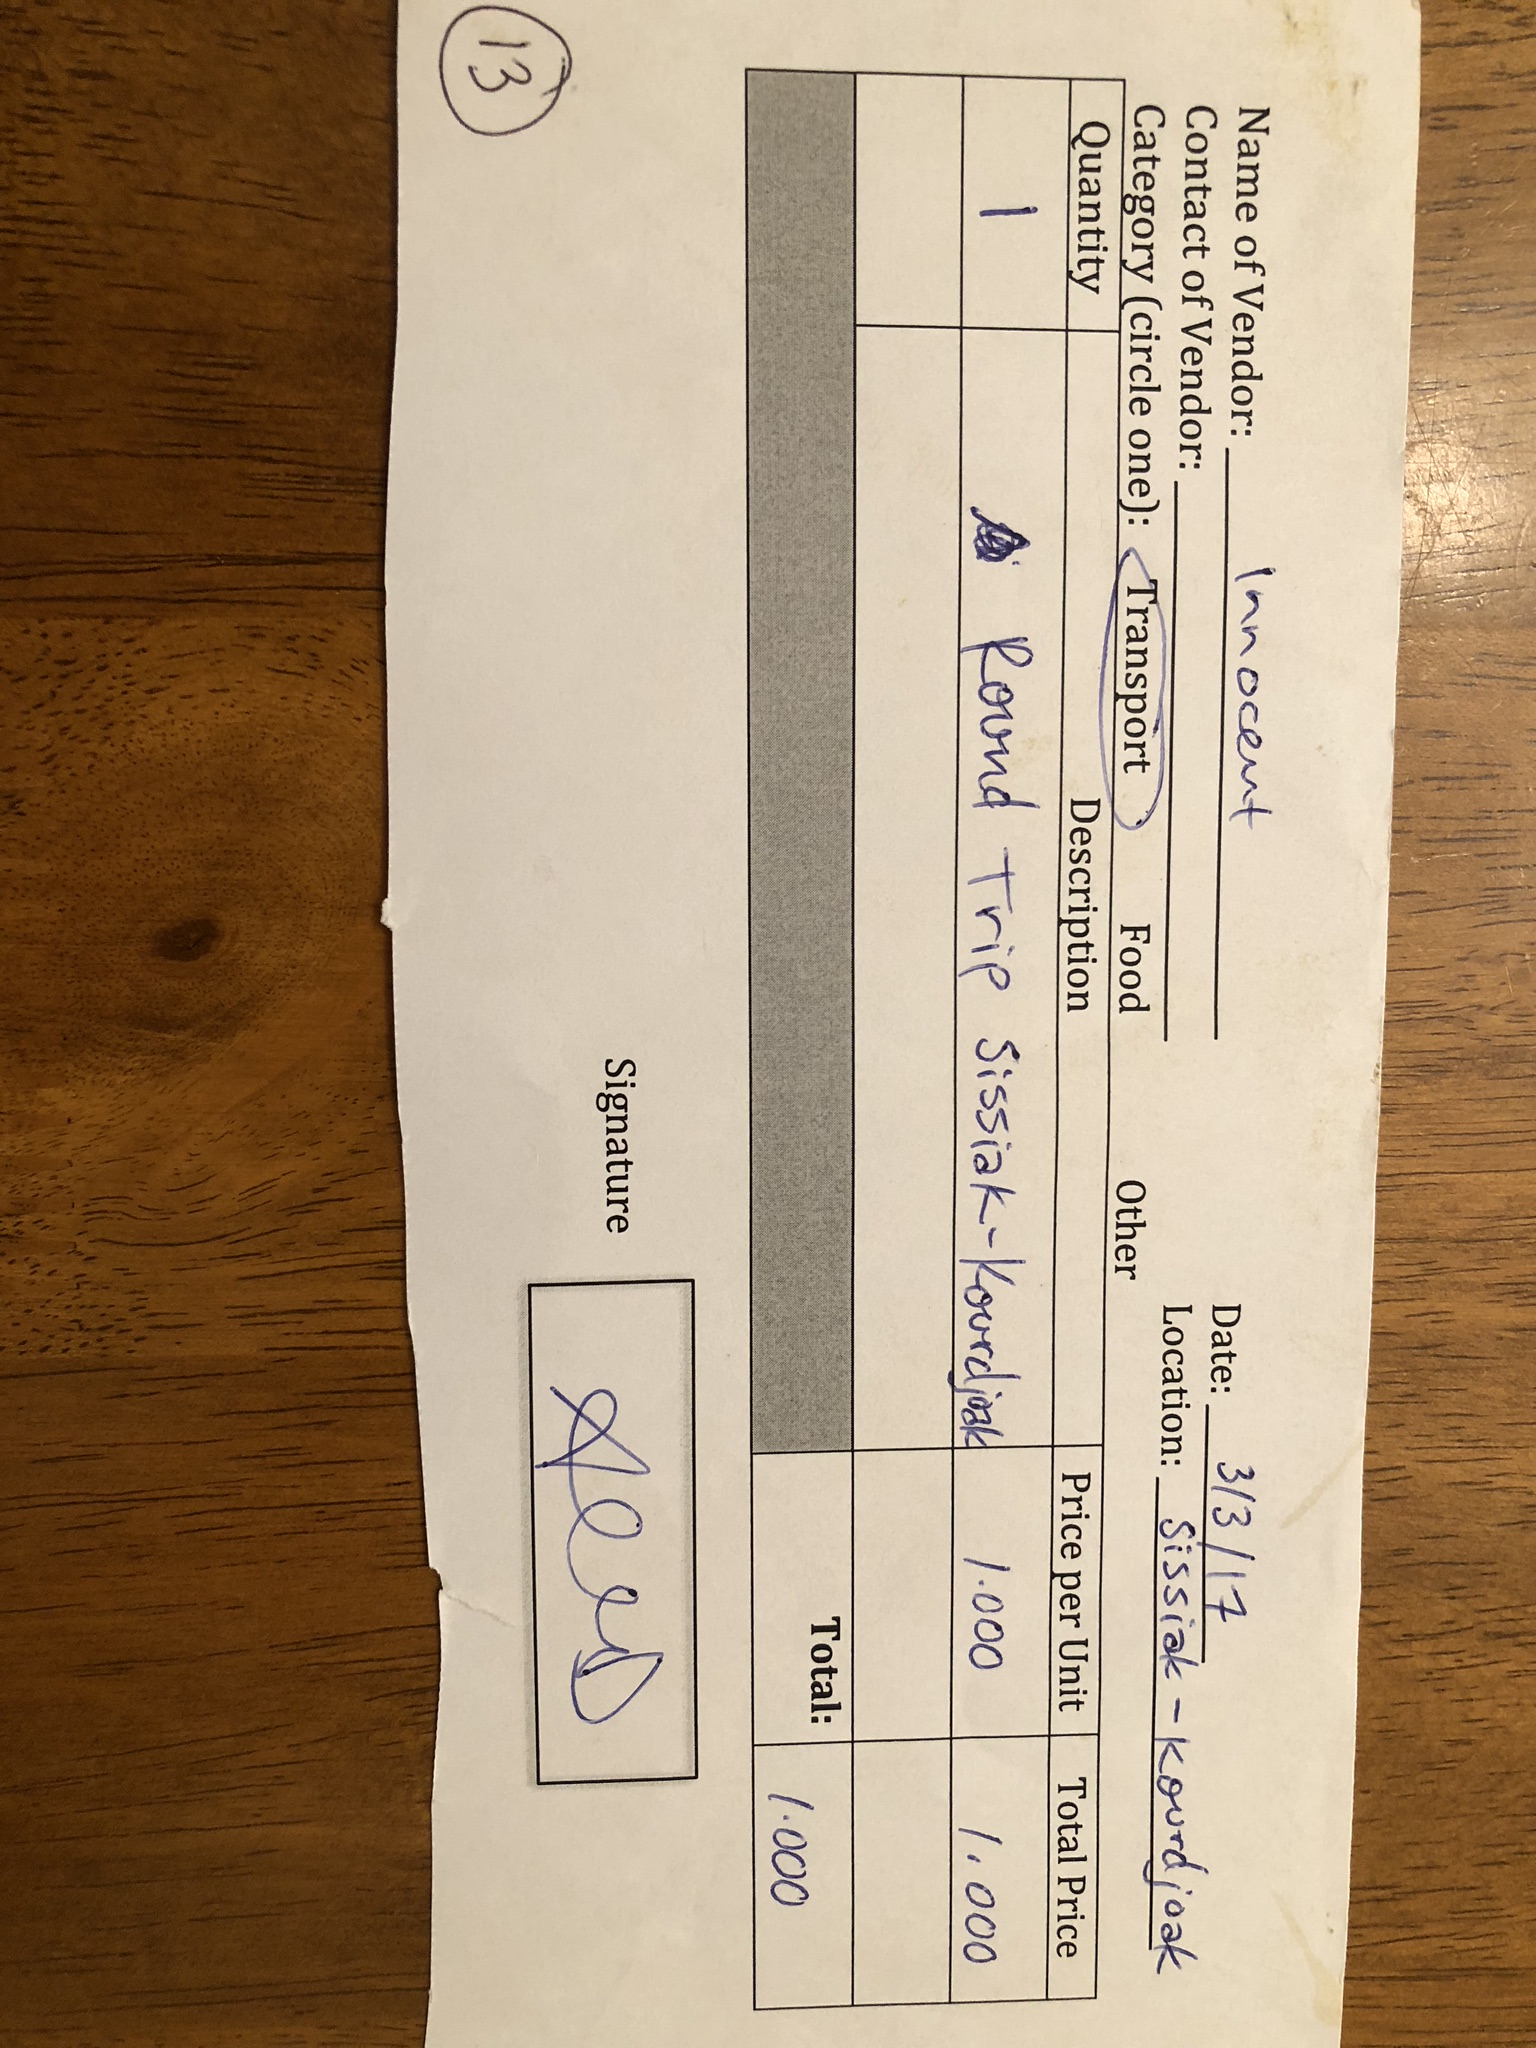 Name of Vendor: Innocent Date: 3/3/17
Contact of Vendor: Location: Sissiak-Kourdjoak
Category (circle one): Transport Food Other
Quantity Description Price per Unit Total Price
1 Round Trip Sissiak-Kourdjoak 1.000 1.000
Total: 1.000
Signature
13